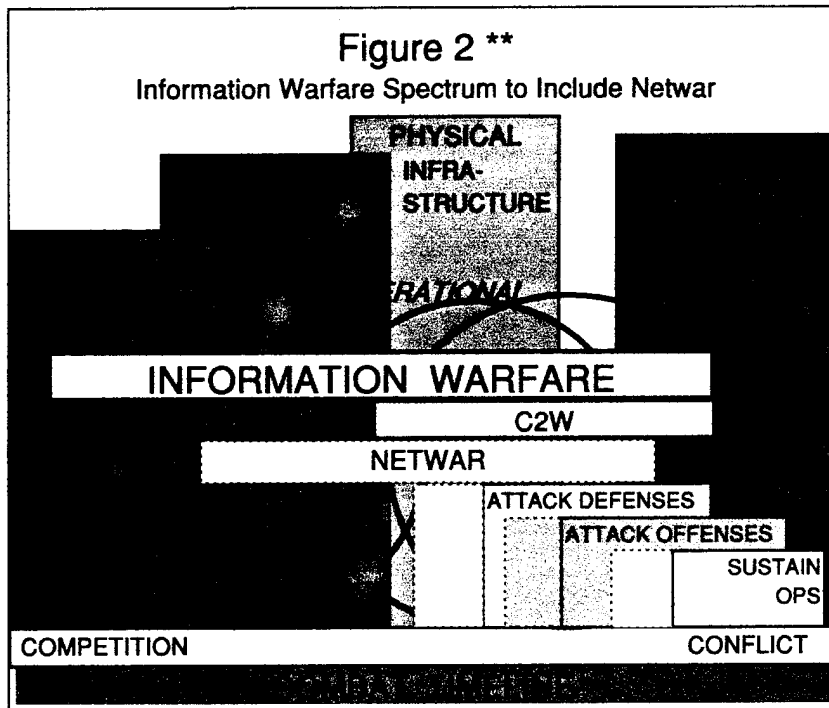 Figure 2 **
Information Warfare Spectrum to Include Netwar
PHYSICAL
INFRA-
STRUCTURE
ERATIONAL
INFORMATION WARFARE
C2W
NETWAR
ATTACK DEFENSES
ATTACK OFFENSES
SUSTAIN
OPS
COMPETITION
CONFLICT